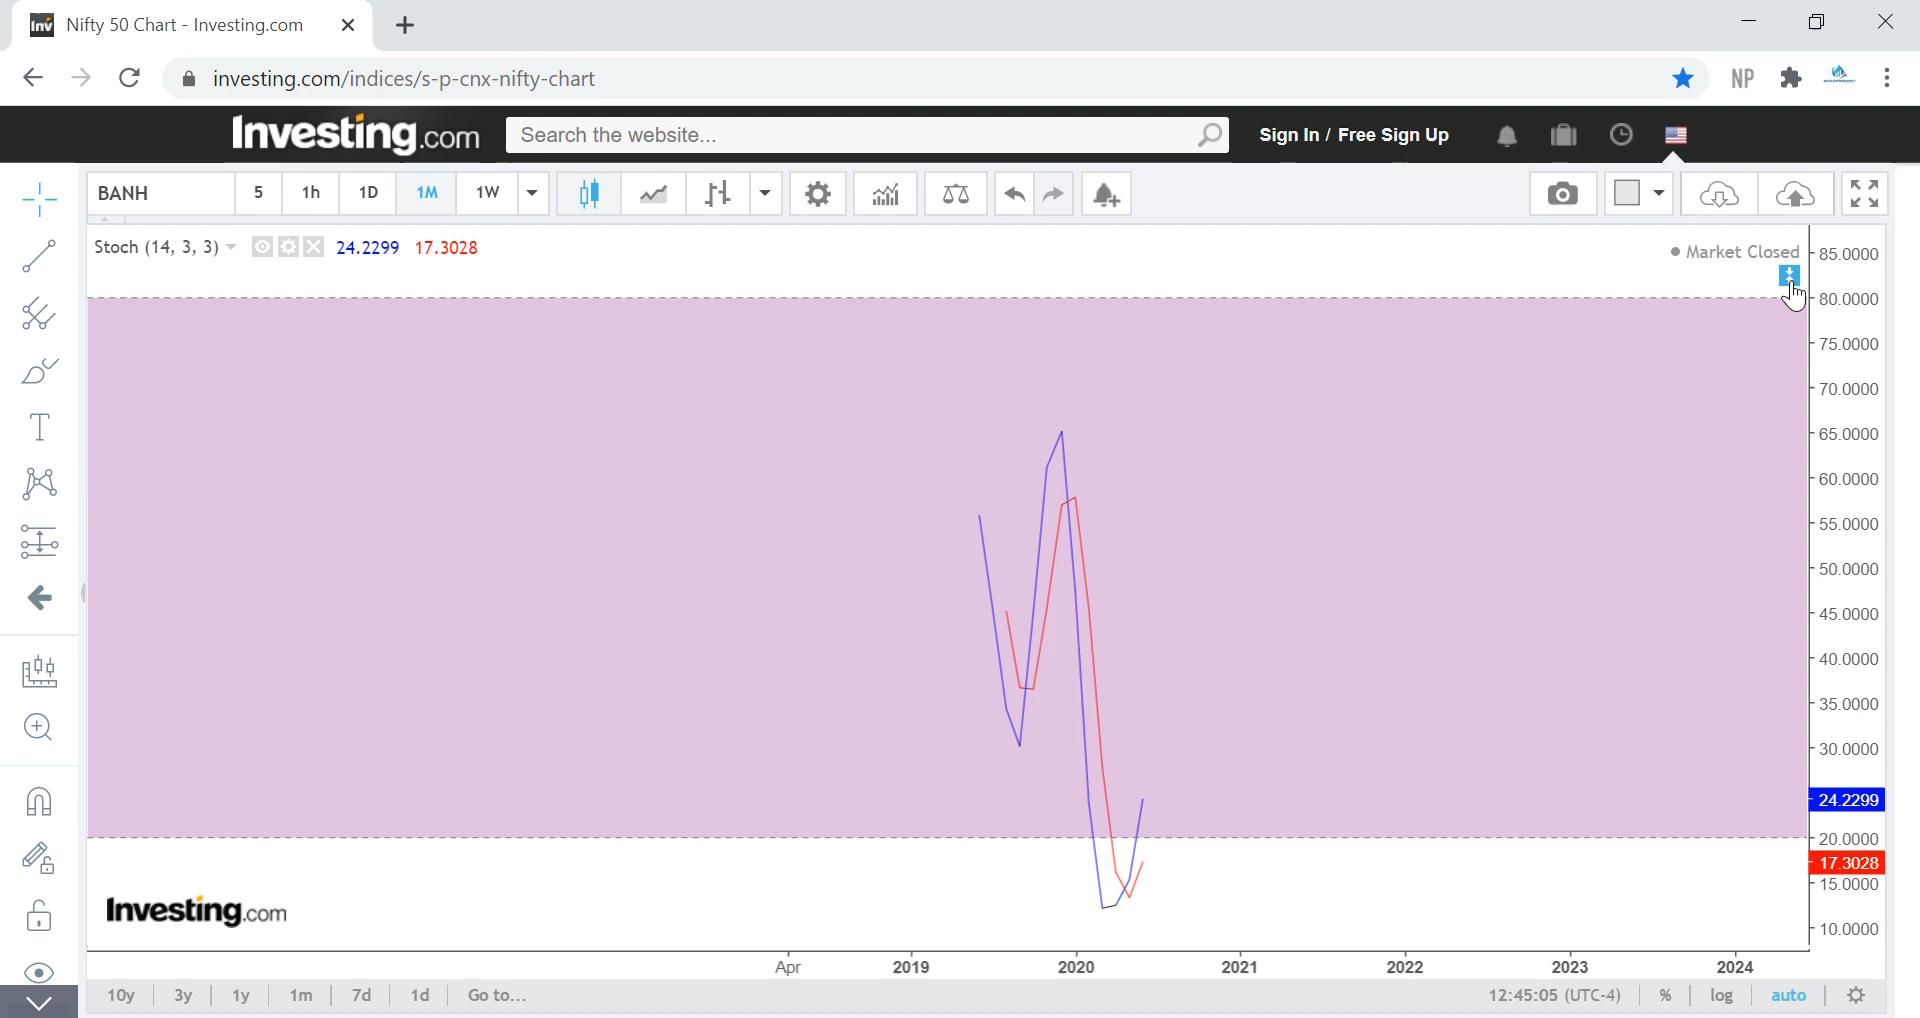 Inv Nifty 50 Chart - Investing.com
investing.com/indices/s-p-cnx-nifty-chart NP
Investing.com Search the website... Sign In / Free Sign Up
BANH 5 1h 1D 1M 1W
Stoch (14, 3, 3) 24.2299 17.3028 Market Closed
85.0000
80.0000
75.0000
70.0000
65.0000
60.0000
55.0000
50.0000
45.0000
40.0000
35.0000
30.0000
24.2299
20.0000
17.3028
15.0000
10.0000
Investing.com
Apr 2019 2020 2021 2022 2023 2024
10y 3y 1y 1m 7d 1d Go to... 12:45:05 (UTC-4) % log auto